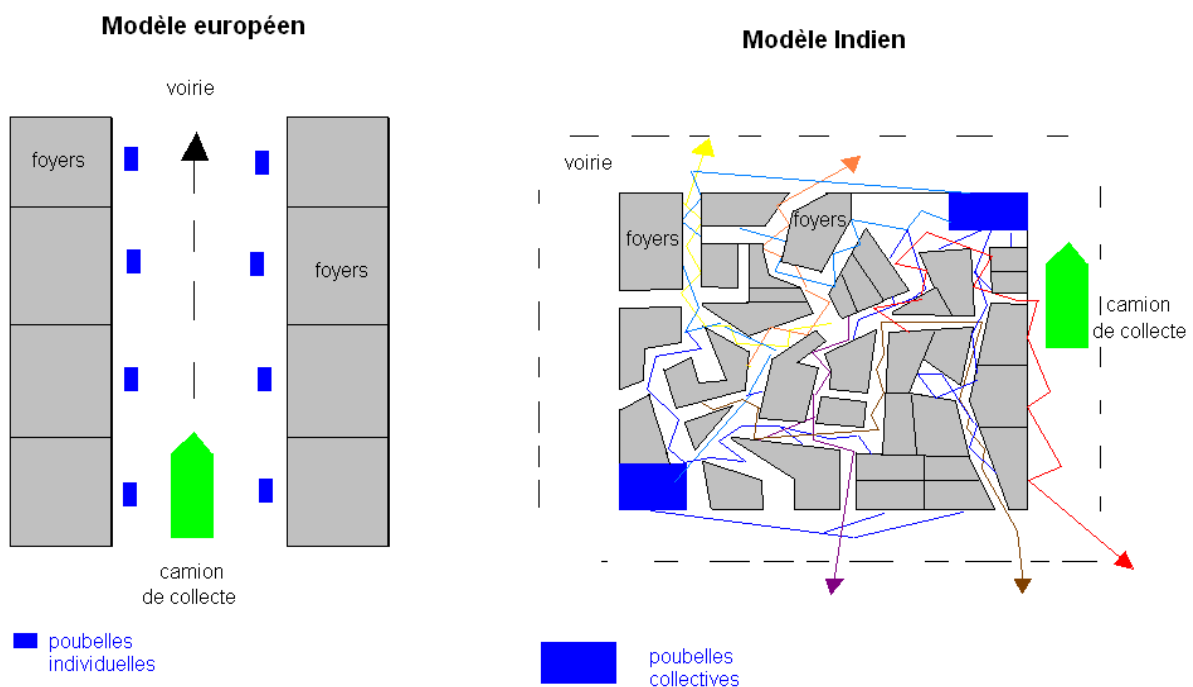 Modèle européen
voirie
foyers
foyers
camion
de collecte
poubelles
individuelles
Modèle Indien
voirie
foyers
foyers
camion
de collecte
poubelles
collectives